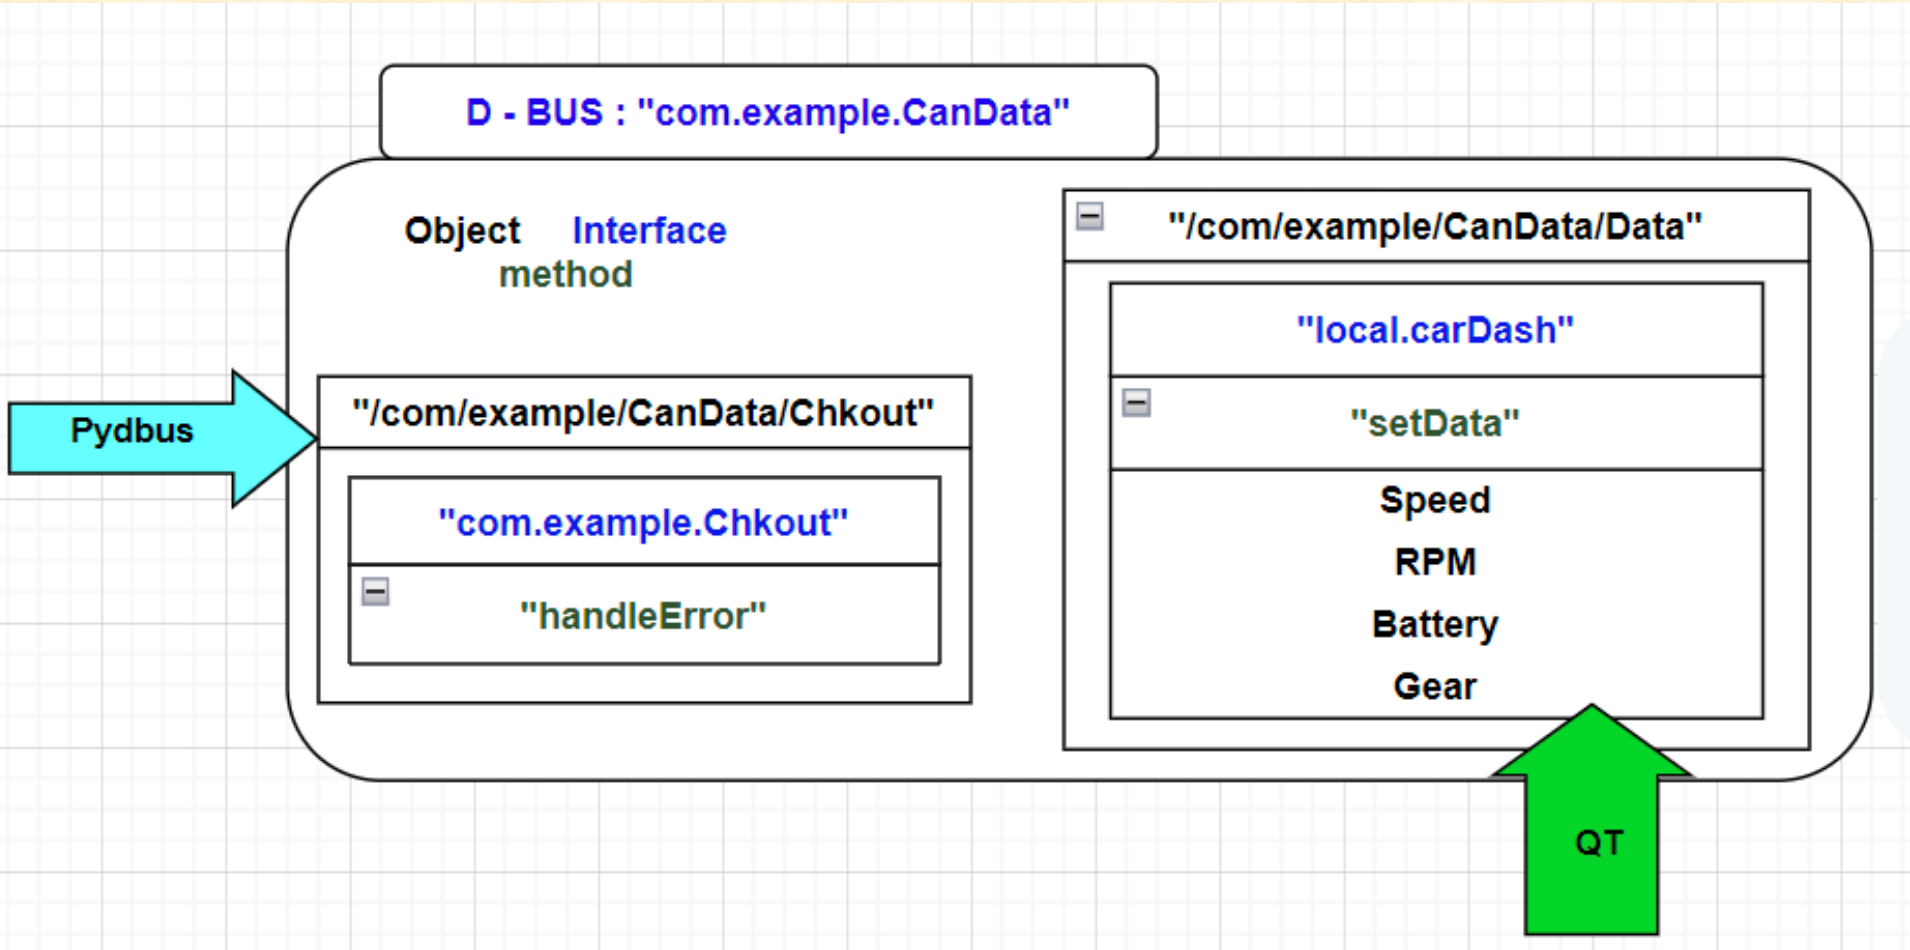 D - BUS : "com.example.CanData"
Object Interface
method
Pydbus
"/com/example/CanData/Chkout"
"com.example.Chkout"
"handleError"
"/com/example/CanData/Data"
"local.carDash"
"setData"
Speed
RPM
Battery
Gear
QT